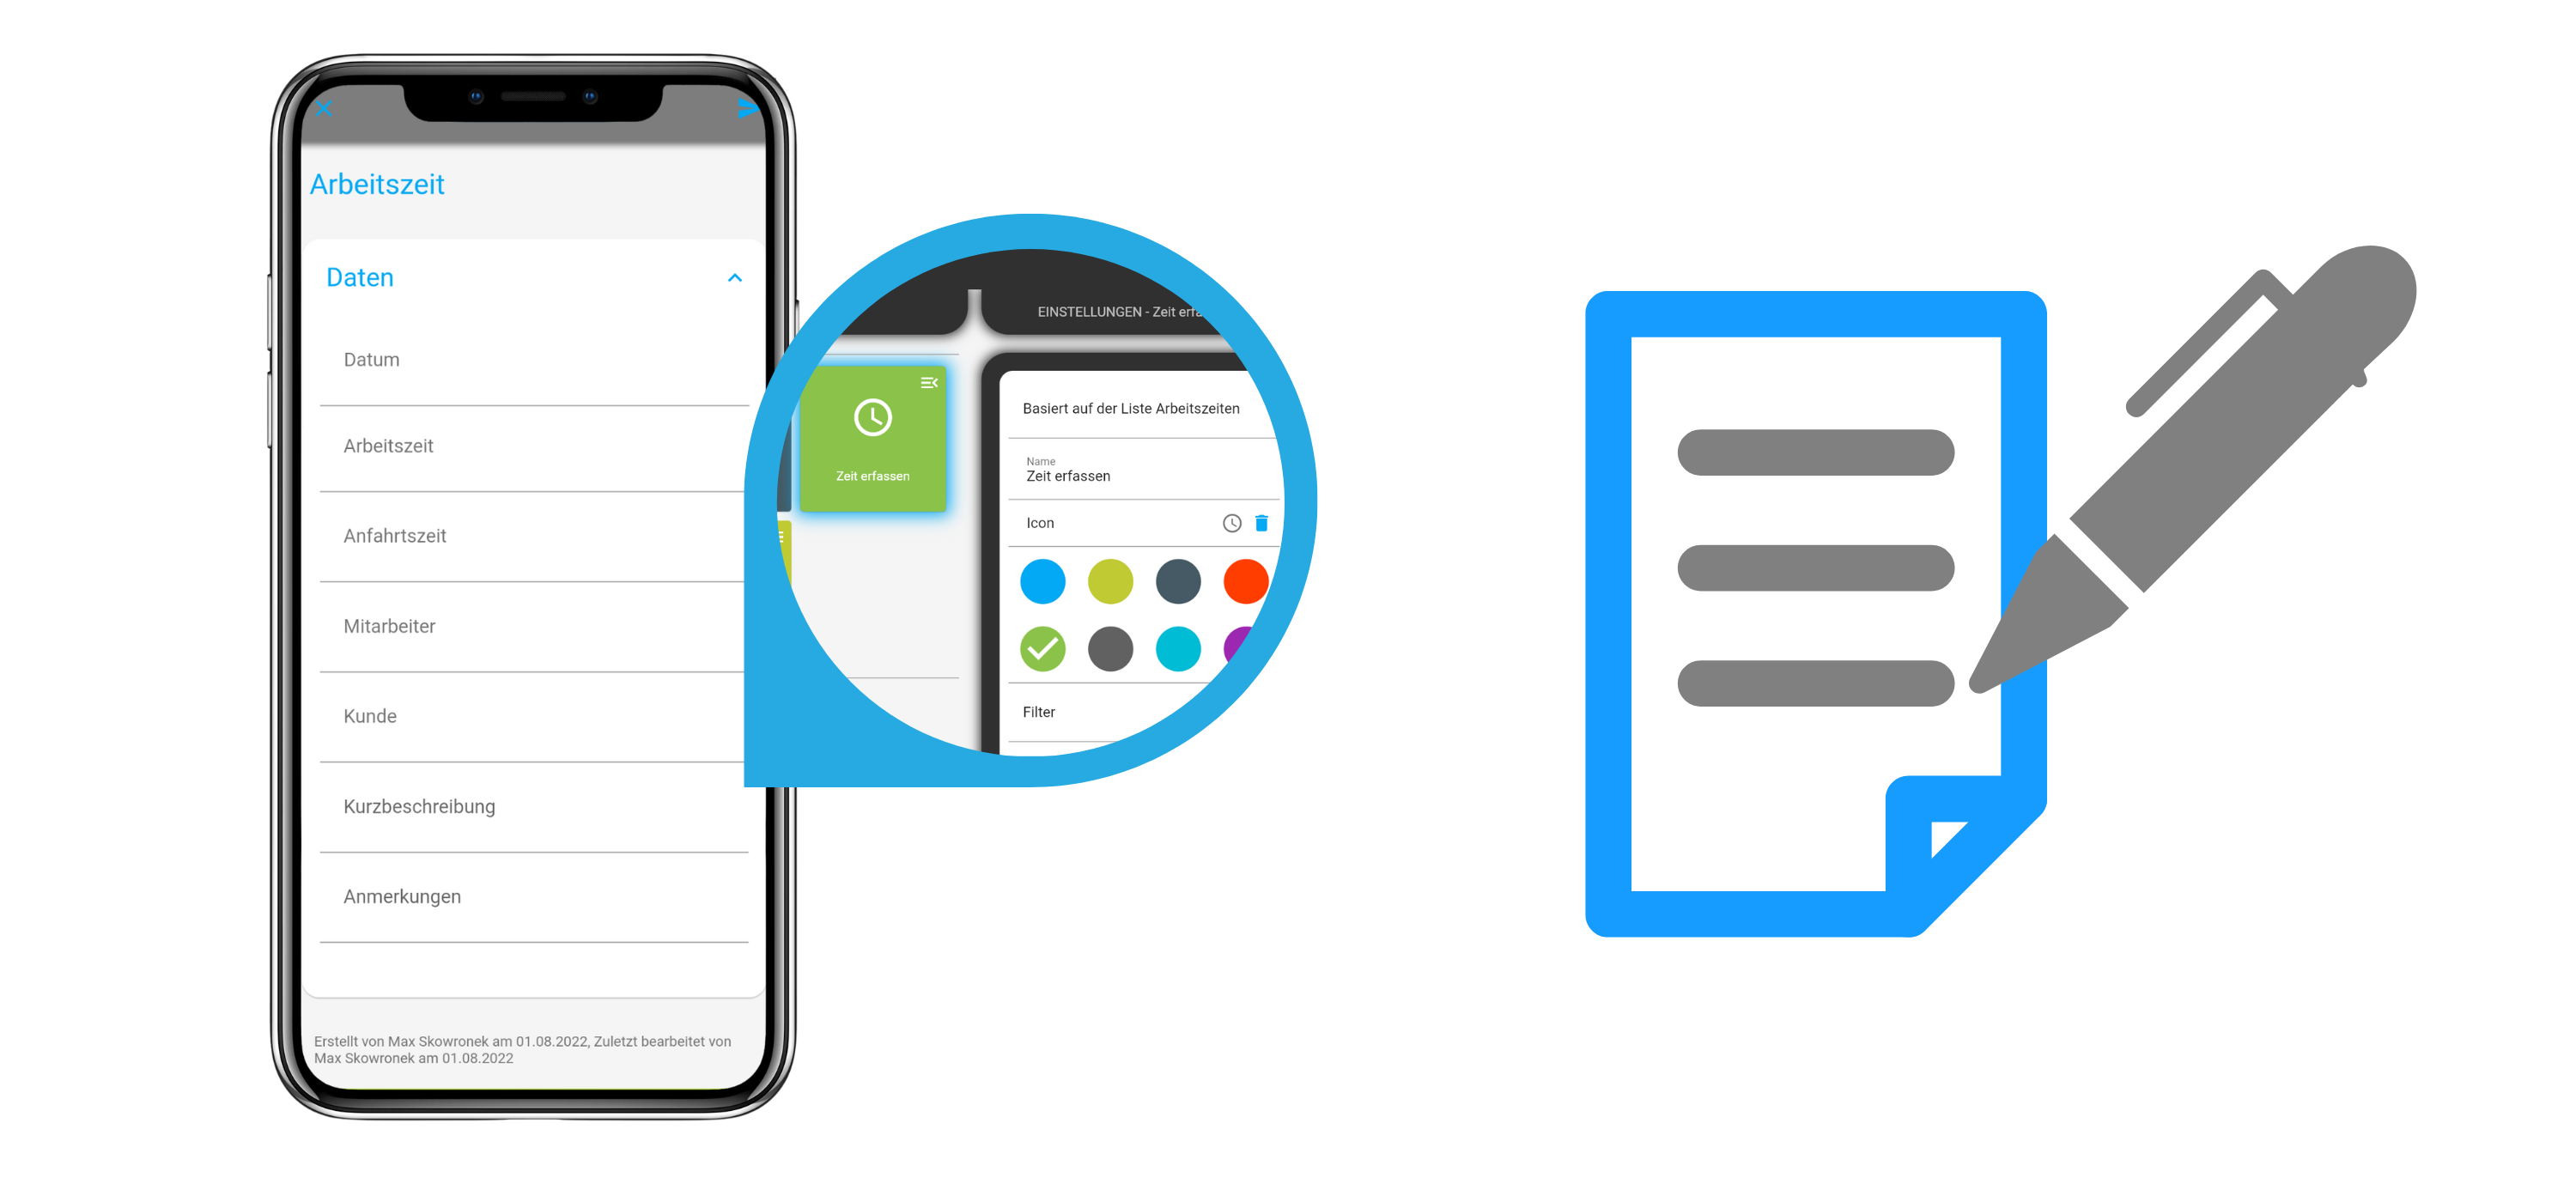 Arbeitszeit
Daten
Datum
Arbeitszeit
Anfahrtszeit
Mitarbeiter
Kunde
Kurzbeschreibung
Anmerkungen
Erstellt von Max Skowronek am 01.08.2022, Zuletzt bearbeitet von
Max Skowronek am 01.08.2022
Zeit erfassen
EINSTELLUNGEN - Zeit erfa
Basiert auf der Liste Arbeitszeiten
Name
Zeit erfassen
Icon
Filter